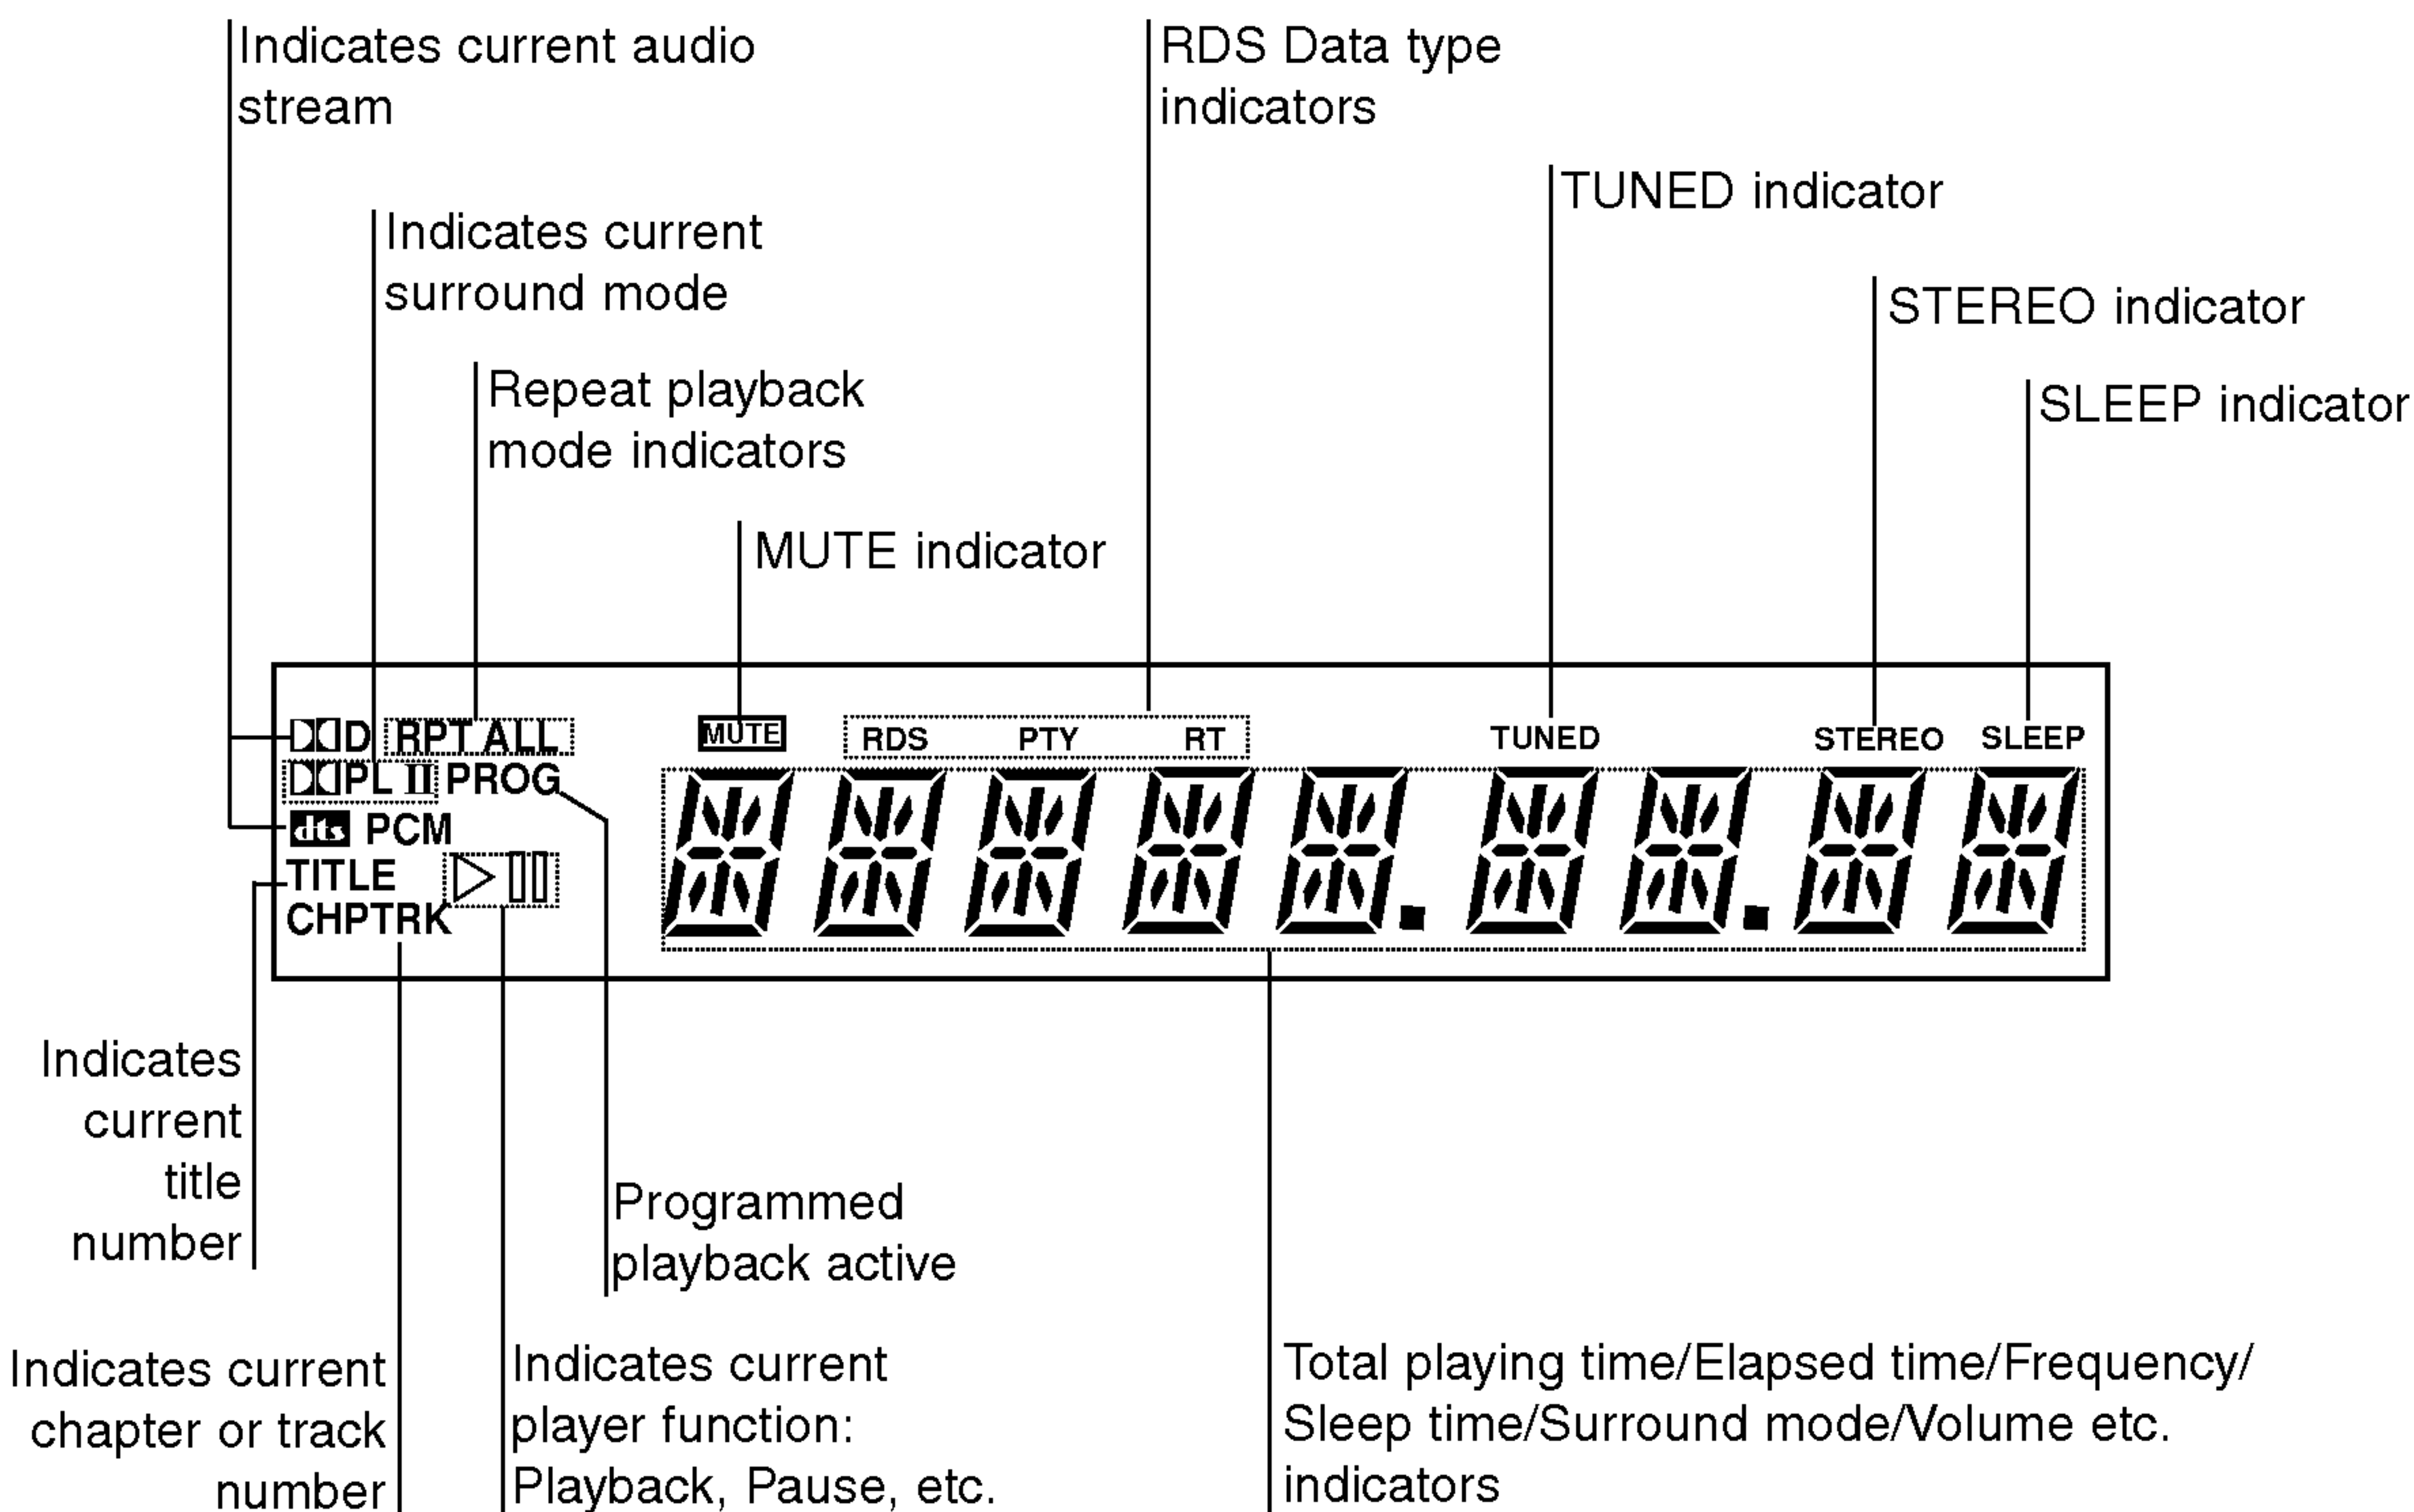 Indicates current audio
stream
RDS Data type
indicators
TUNED indicator
Indicates current
surround mode
STEREO indicator
Repeat playback
mode indicators
SLEEP indicator
MUTE indicator
D RPT ALL
MUTE
RDS PTY RT
TUNED
STEREO
SLEEP
PL II PROG
dts PCM
TITLE
CHPTRK
Indicates
current
title
number
Programmed
playback active
Indicates current
chapter or track
number
Indicates current
player function:
Playback, Pause, etc.
Total playing time/Elapsed time/Frequency/
Sleep time/Surround mode/Volume etc.
indicators